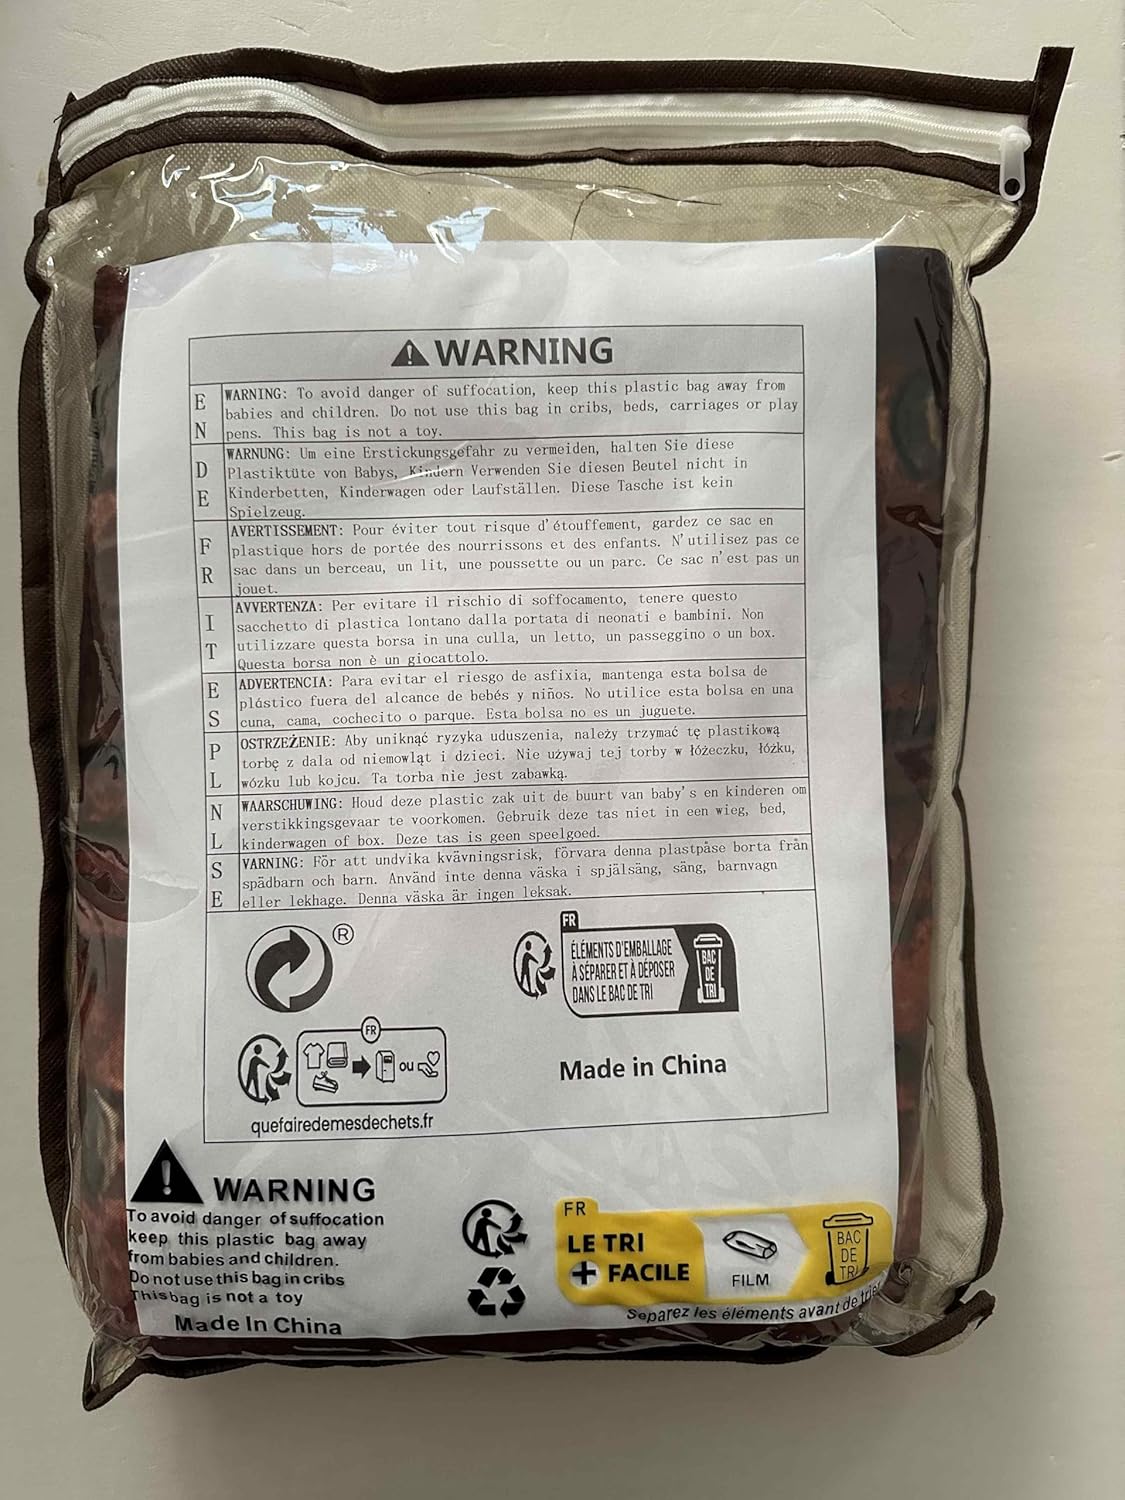 WARNING
EN
WARNING: To avoid danger of suffocation, keep this plastic bag away from
babies and children. Do not use this bag in cribs, beds, carriages or play
pens. This bag is not a toy.
DE
WARNUNG: Um eine Erstickungsgefahr zu vermeiden, halten Sie diese
Plastiktüte von Babys, Kindern Verwenden Sie diesen Beutel nicht in
Kinderbetten, Kinderwagen oder Laufställen. Diese Tasche ist kein
Spielzeug.
FR
AVERTISSEMENT: Pour éviter tout risque d'étouffement, gardez ce sac en
plastique hors de portée des nourrissons et des enfants. N'utilisez pas ce
sac dans un berceau, un lit, une poussette ou un parc. Ce sac n'est pas un
jouet.
IT
AVVERTENZA: Per evitare il rischio di soffocamento, tenere questo
sacchetto di plastica lontano dalla portata di neonati e bambini. Non
utilizzare questa borsa in una culla, un letto, un passeggino o un box.
Questa borsa non è un giocattolo.
ES
ADVERTENCIA: Para evitar el riesgo de asfixia, mantenga esta bolsa de
plástico fuera del alcance de bebés y niños. No utilice esta bolsa en una
cuna, cama, cochecito o parque. Esta bolsa no es un juguete.
PL
OSTRZEŻENIE: Aby uniknąć ryzyka uduszenia, należy trzymać tę plastikową
torbę z dala od niemowląt i dzieci. Nie używaj tej torby w łóżeczku, łóżku,
wózku lub kojcu. Ta torba nie jest zabawką.
NL
WAARSCHUWING: Houd deze plastic zak uit de buurt van baby's en kinderen om
verstikkingsgevaar te voorkomen. Gebruik deze tas niet in een wieg, bed,
kinderwagen of box. Deze tas is geen speelgoed.
SE
VARNING: För att undvika kvävningsrisk, förvara denna plastpåse borta från
spädbarn och barn. Använd inte denna väska i spjälsäng, säng, barnvagn
eller lekhage. Denna väska är ingen leksak.
®
FR
ÉLÉMENTS D'EMBALLAGE
À SÉPARER ET À DÉPOSER
DANS LE BAC DE TRI
BAC
DE
TRI
FR
ou
quefairedemesdechets.fr
Made in China
WARNING
To avoid danger of suffocation
keep this plastic bag away
from babies and children.
Do not use this bag in cribs
This bag is not a toy
Made In China
FR
LE TRI
+ FACILE
FILM
BAC
DE
TRI
Séparez les éléments avant de trier